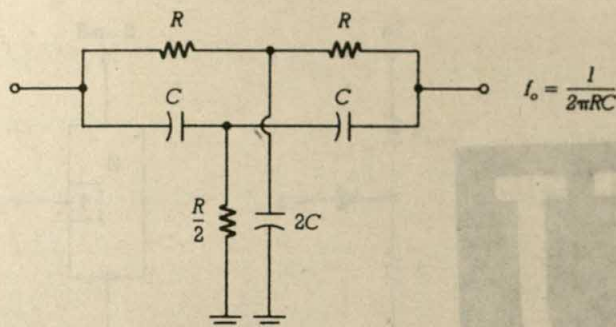 R R
C C
f₀ = 1/2πRC
R/2 2C